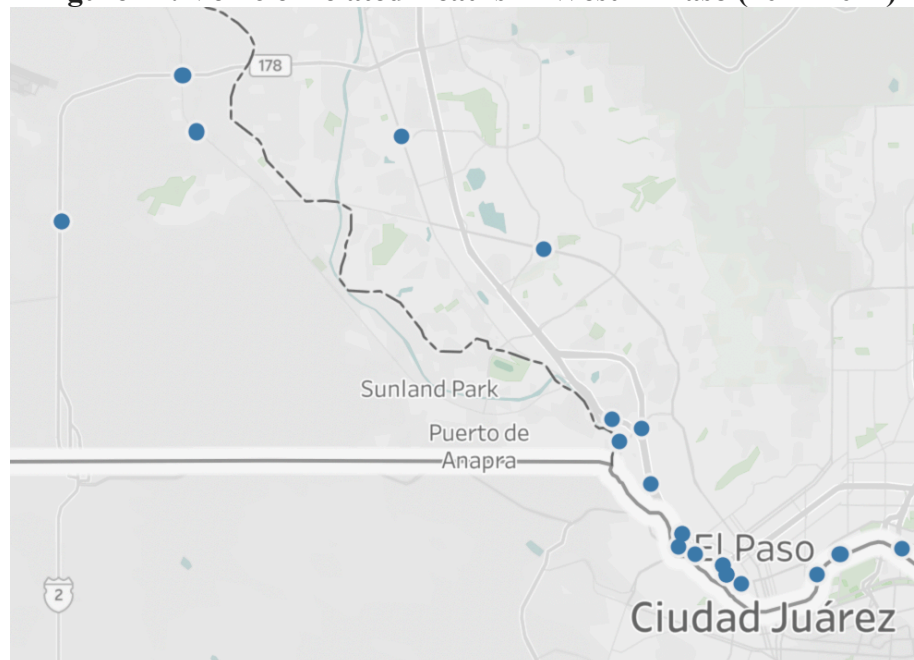 178
Sunland Park
Puerto de
Anapra
El Paso
2
Ciudad Juárez